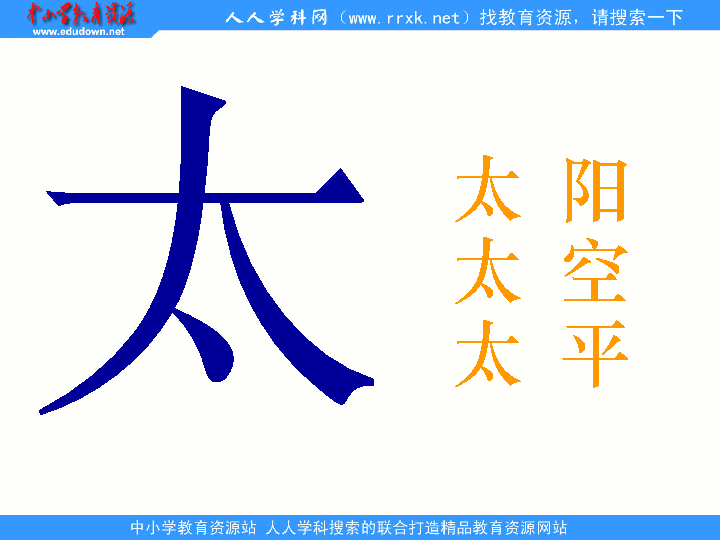 中小学教育资源
www.edudown.net
人人学科网（www.rrxk.net）找教育资源，请搜索一下
太
太 阳
太 空
太 平
中小学教育资源站 人人学科搜索的联合打造精品教育资源网站